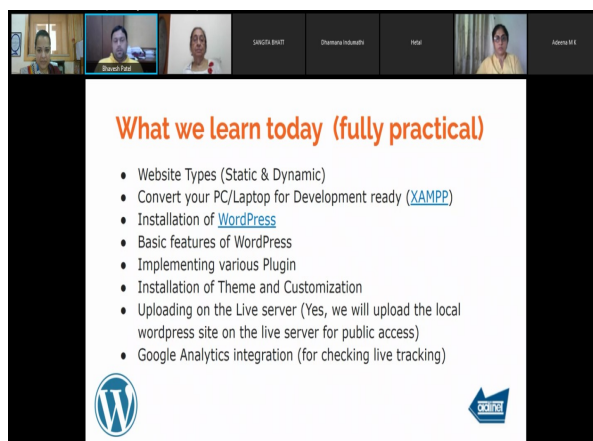 Bhavesh Patel
SANGITA BHATT
Dharmana Indumathi
Hetal
Adeena M K
What we learn today (fully practical)
Website Types (Static & Dynamic)
Convert your PC/Laptop for Development ready (XAMPP)
Installation of WordPress
Basic features of WordPress
Implementing various Plugin
Installation of Theme and Customization
Uploading on the Live server (Yes, we will upload the local
wordpress site on the live server for public access)
Google Analytics integration (for checking live tracking)
W
adinet